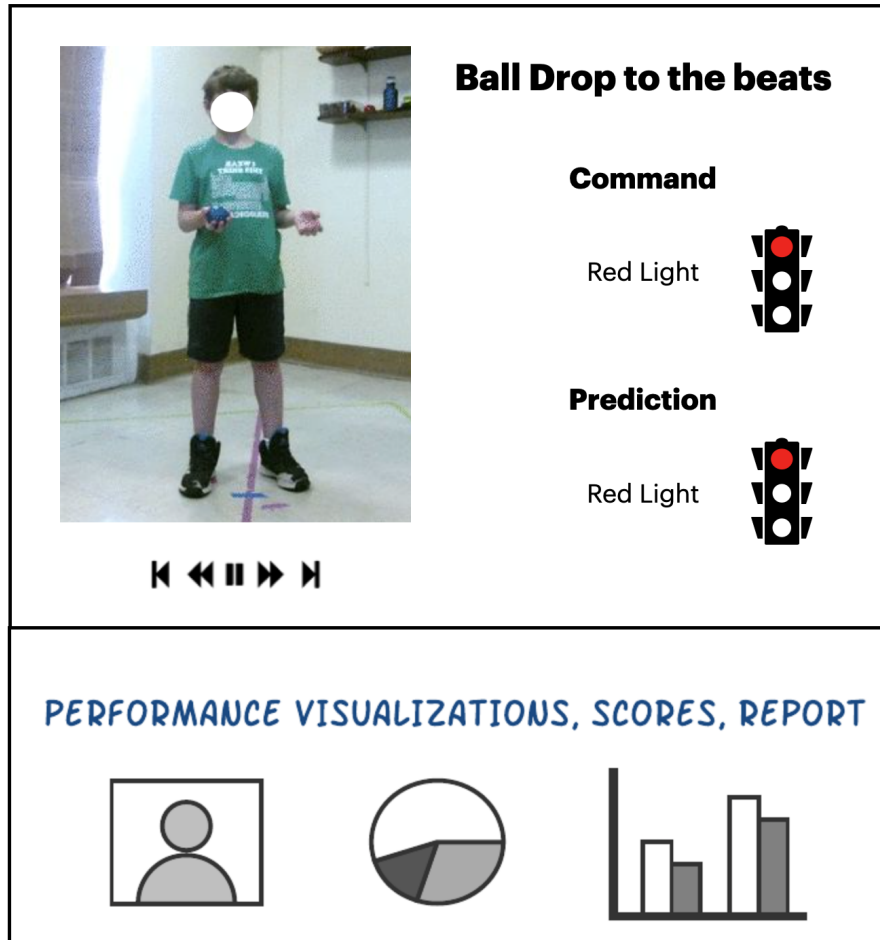 Ball Drop to the beats
Command
Red Light
Prediction
Red Light
PERFORMANCE VISUALIZATIONS, SCORES, REPORT